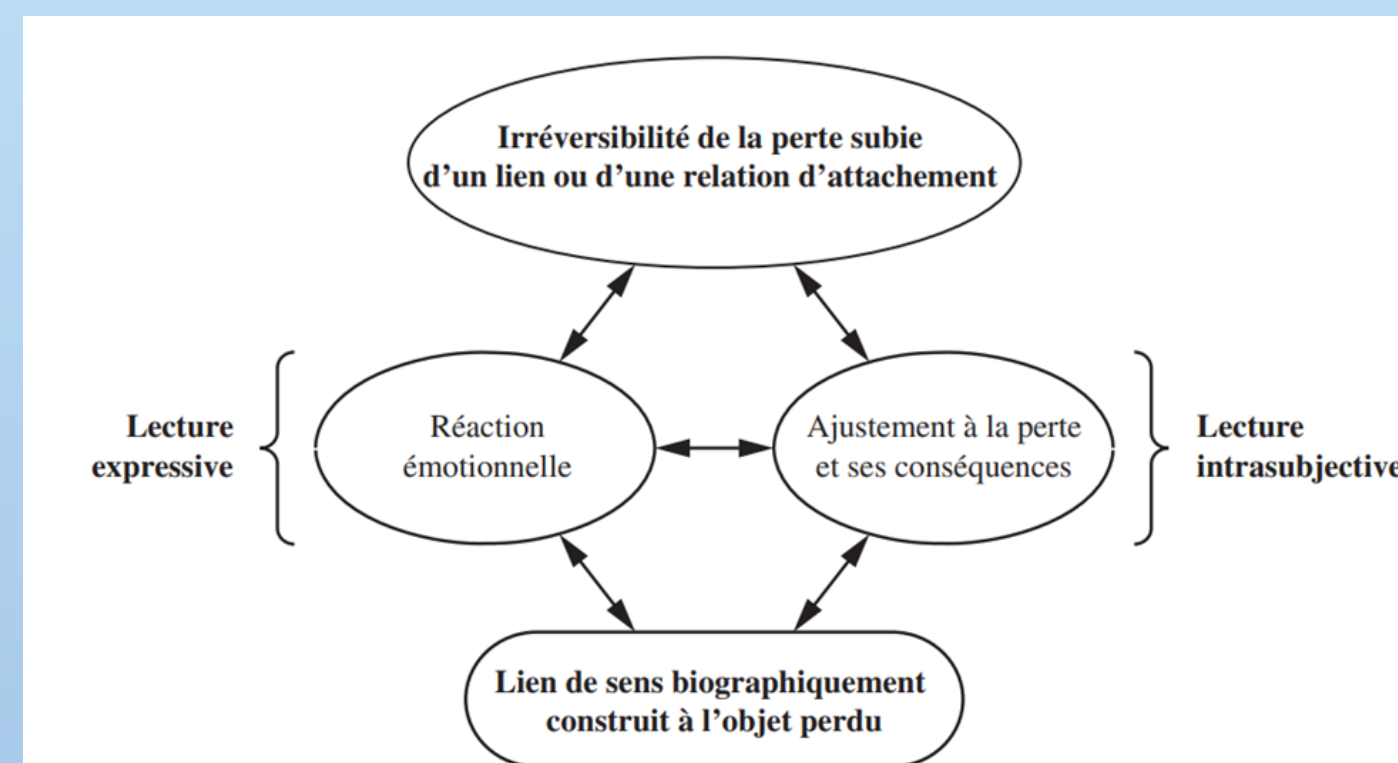 Irréversibilité de la perte subie
d’un lien ou d’une relation d’attachement
Lecture
expressive
Réaction
émotionnelle
Ajustement à la perte
et ses conséquences
Lecture
intrasubjective
Lien de sens biographiquement
construit à l’objet perdu